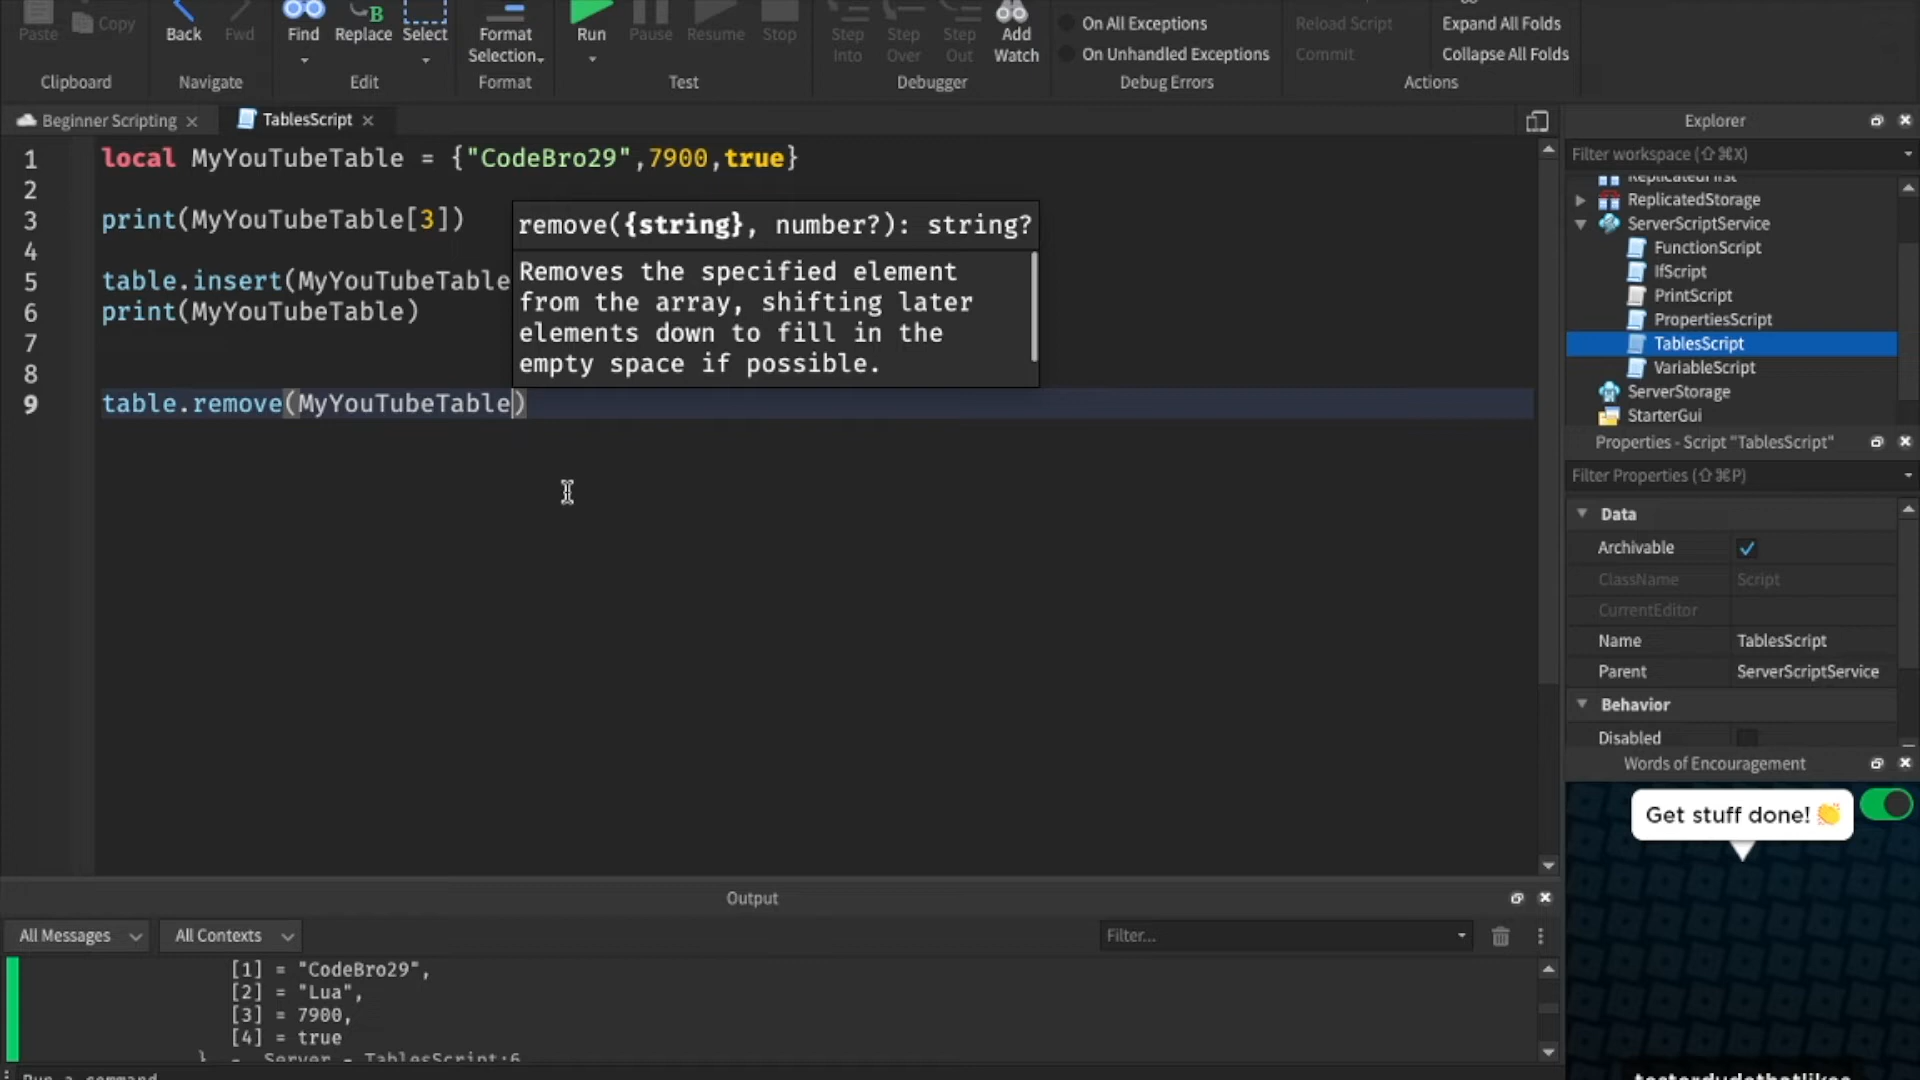 Paste Copy Back Fwd Find Replace Select Format Selection Run Pause Resume Stop Step Into Step Over Step Out Add Watch
On All Exceptions
On Unhandled Exceptions
Reload Script
Commit
Expand All Folds
Collapse All Folds
Clipboard Navigate Edit Format Test Debugger Debug Errors Actions
Beginner Scripting TablesScript
1 local MyYouTubeTable = {"CodeBro29",7900,true}
2
3 print(MyYouTubeTable[3])
4
5 table.insert(MyYouTubeTable
6 print(MyYouTubeTable)
7
8
9 table.remove(MyYouTubeTable)
remove({string}, number?): string?
Removes the specified element
from the array, shifting later
elements down to fill in the
empty space if possible.
Explorer
Filter workspace (⇧⌘X)
ReplicatedFirst
ReplicatedStorage
ServerScriptService
FunctionScript
IfScript
PrintScript
PropertiesScript
TablesScript
VariableScript
ServerStorage
StarterGui
Properties - Script "TablesScript"
Filter Properties (⇧⌘P)
Data
Archivable
ClassName Script
CurrentEditor
Name TablesScript
Parent ServerScriptService
Behavior
Disabled
Words of Encouragement
Get stuff done! 👏
Output
All Messages All Contexts Filter...
[1] = "CodeBro29",
[2] = "Lua",
[3] = 7900,
[4] = true
} - Server - TablesScript:6
Run a command